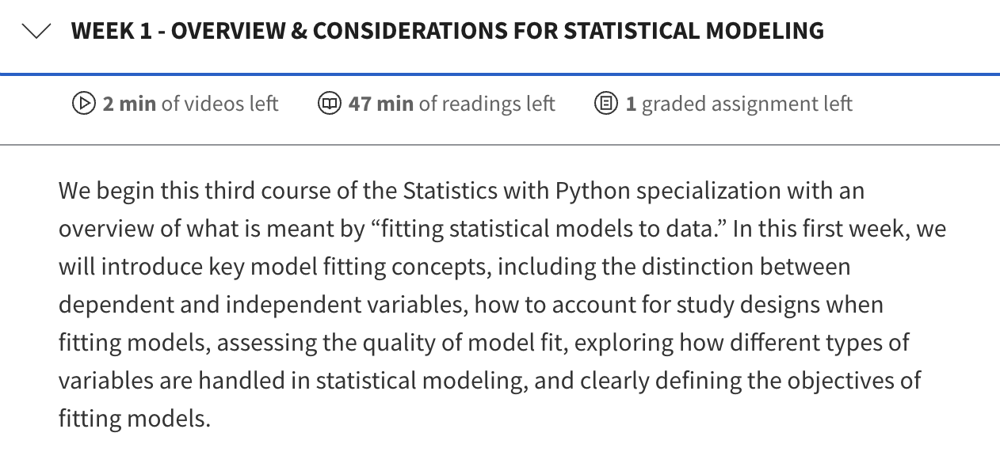 WEEK 1 - OVERVIEW & CONSIDERATIONS FOR STATISTICAL MODELING
2 min of videos left 47 min of readings left 1 graded assignment left
We begin this third course of the Statistics with Python specialization with an
overview of what is meant by “fitting statistical models to data.” In this first week, we
will introduce key model fitting concepts, including the distinction between
dependent and independent variables, how to account for study designs when
fitting models, assessing the quality of model fit, exploring how different types of
variables are handled in statistical modeling, and clearly defining the objectives of
fitting models.